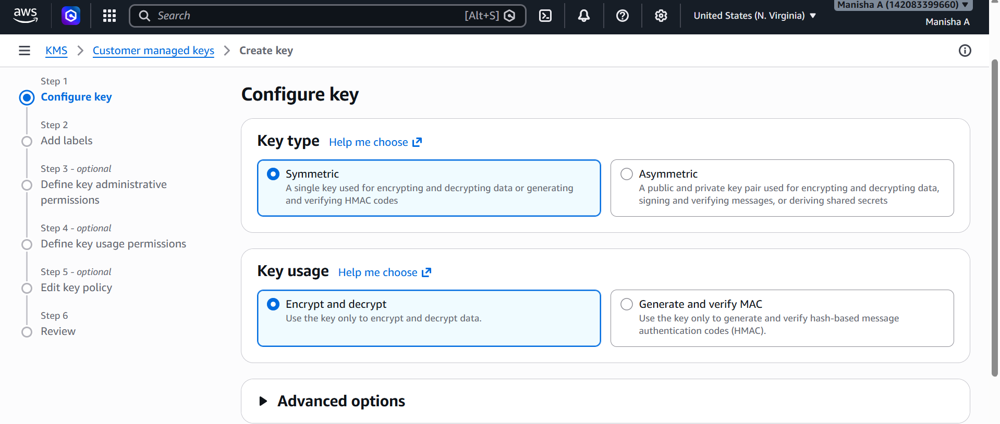 aws
Search
[Alt+S]
United States (N. Virginia)
Manisha A (142083399660)
Manisha A
KMS
Customer managed keys
Create key
Step 1
Configure key
Step 2
Add labels
Step 3 - optional
Define key administrative
permissions
Step 4 - optional
Define key usage permissions
Step 5 - optional
Edit key policy
Step 6
Review
Configure key
Key type
Help me choose
Symmetric
A single key used for encrypting and decrypting data or generating
and verifying HMAC codes
Asymmetric
A public and private key pair used for encrypting and decrypting data,
signing and verifying messages, or deriving shared secrets
Key usage
Help me choose
Encrypt and decrypt
Use the key only to encrypt and decrypt data.
Generate and verify MAC
Use the key only to generate and verify hash-based message
authentication codes (HMAC).
Advanced options